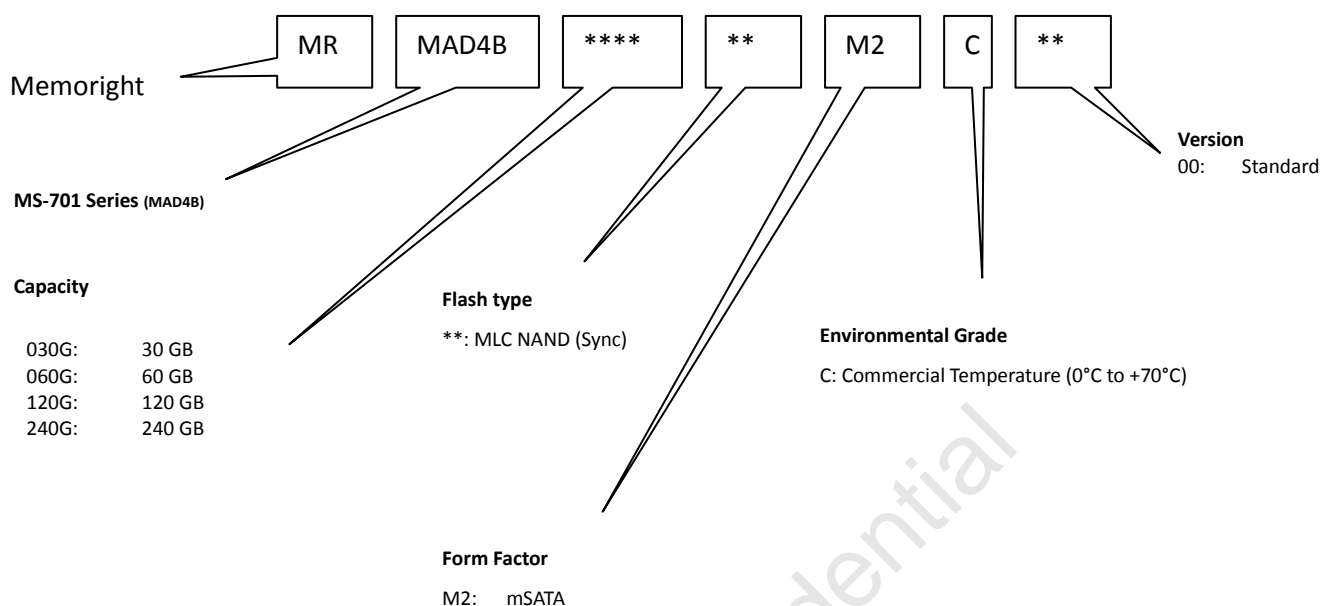 MR MAD4B **** ** M2 C **
Memoright
Version
00: Standard
MS-701 Series (MAD4B)
Capacity
030G: 30 GB
060G: 60 GB
120G: 120 GB
240G: 240 GB
Flash type
**: MLC NAND (Sync)
Environmental Grade
C: Commercial Temperature (0°C to +70°C)
Form Factor
M2: mSATA